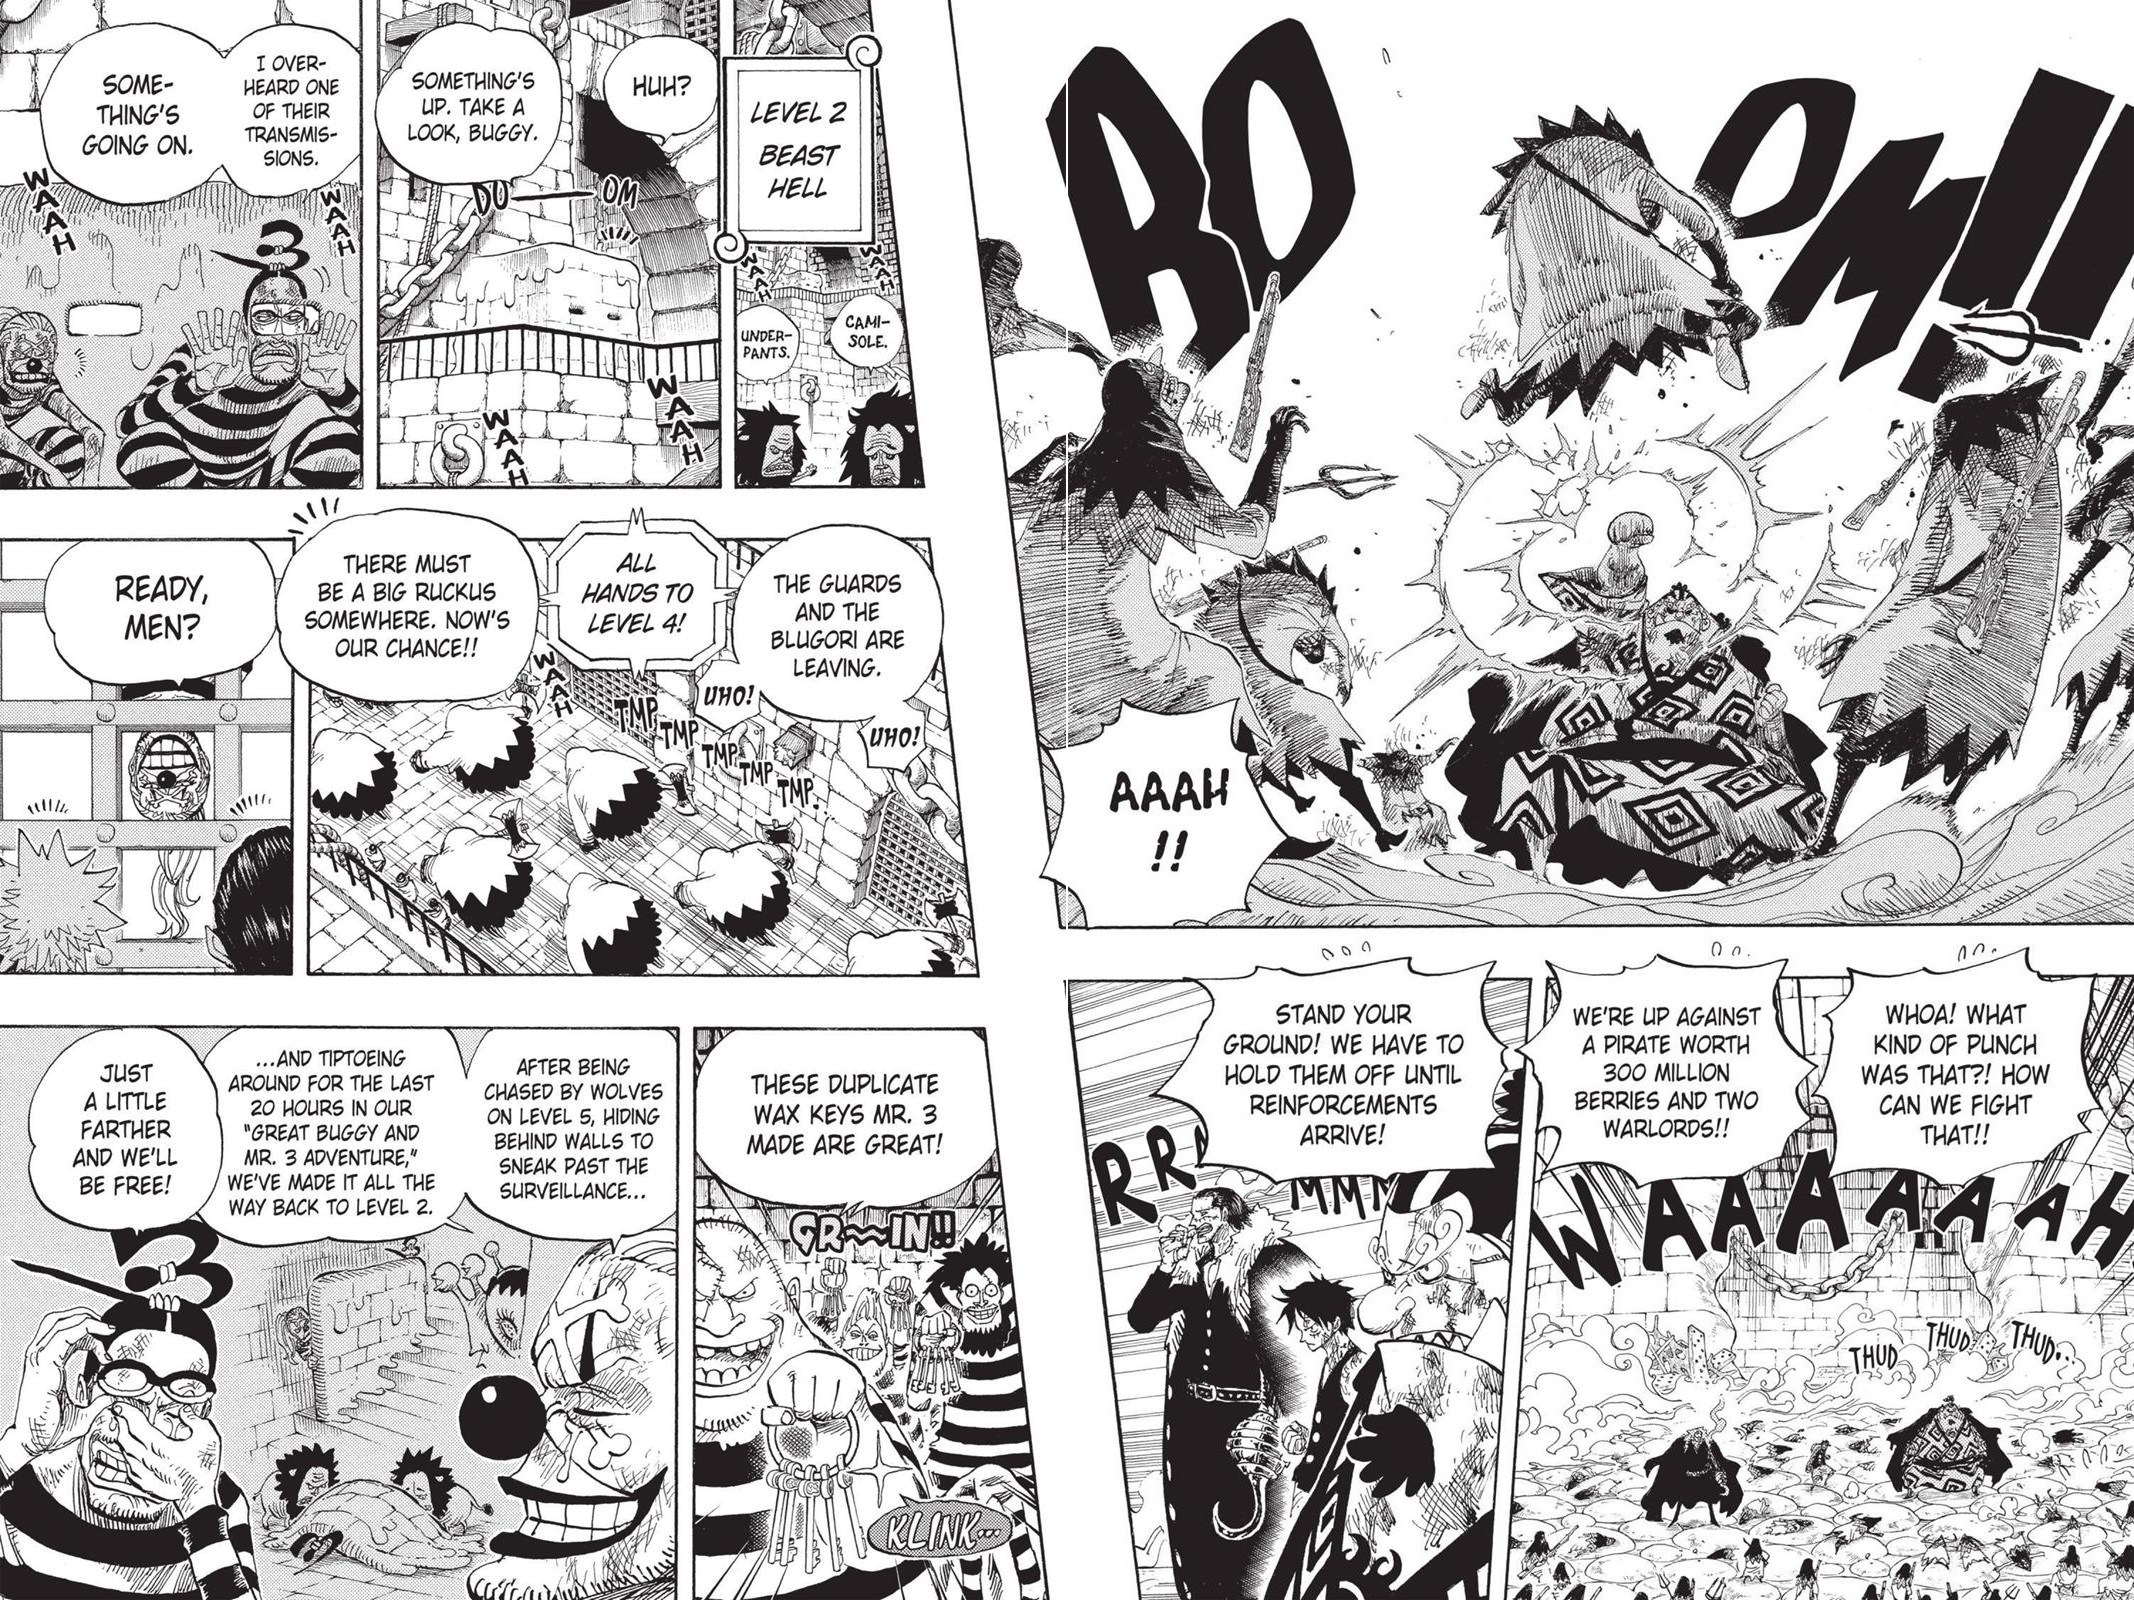 RO
OM!!
AAAH
!!
WHOA! WHAT
KIND OF PUNCH
WAS THAT?! HOW
CAN WE FIGHT
THAT!!
WE'RE UP AGAINST
A PIRATE WORTH
300 MILLION
BERRIES AND TWO
WARLORDS!!
WAAAAAAH
THUD
THUD
THUD...
STAND YOUR
GROUND! WE HAVE TO
HOLD THEM OFF UNTIL
REINFORCEMENTS
ARRIVE!
RRMMM
LEVEL 2
BEAST
HELL
WAAH
WAAH
CAMI-
SOLE.
UNDER-
PANTS.
HUH?
SOMETHING'S
UP. TAKE A
LOOK, BUGGY.
DO—OM
WAAH
WAAH
I OVER-
HEARD ONE
OF THEIR
TRANSMIS-
SIONS.
SOME-
THING'S
GOING ON.
WAAH
WAAH
THE GUARDS
AND THE
BLUGORI ARE
LEAVING.
UHO!
UHO!
ALL
HANDS TO
LEVEL 4!
TMP
TMP
TMP
TMP
TMP.
WAAH
THERE MUST
BE A BIG RUCKUS
SOMEWHERE. NOW'S
OUR CHANCE!!
READY,
MEN?
THESE DUPLICATE
WAX KEYS MR. 3
MADE ARE GREAT!
GR~~IN!!
KLINK...
AFTER BEING
CHASED BY WOLVES
ON LEVEL 5, HIDING
BEHIND WALLS TO
SNEAK PAST THE
SURVEILLANCE...
...AND TIPTOEING
AROUND FOR THE LAST
20 HOURS IN OUR
"GREAT BUGGY AND
MR. 3 ADVENTURE,"
WE'VE MADE IT ALL THE
WAY BACK TO LEVEL 2.
JUST
A LITTLE
FARTHER
AND WE'LL
BE FREE!